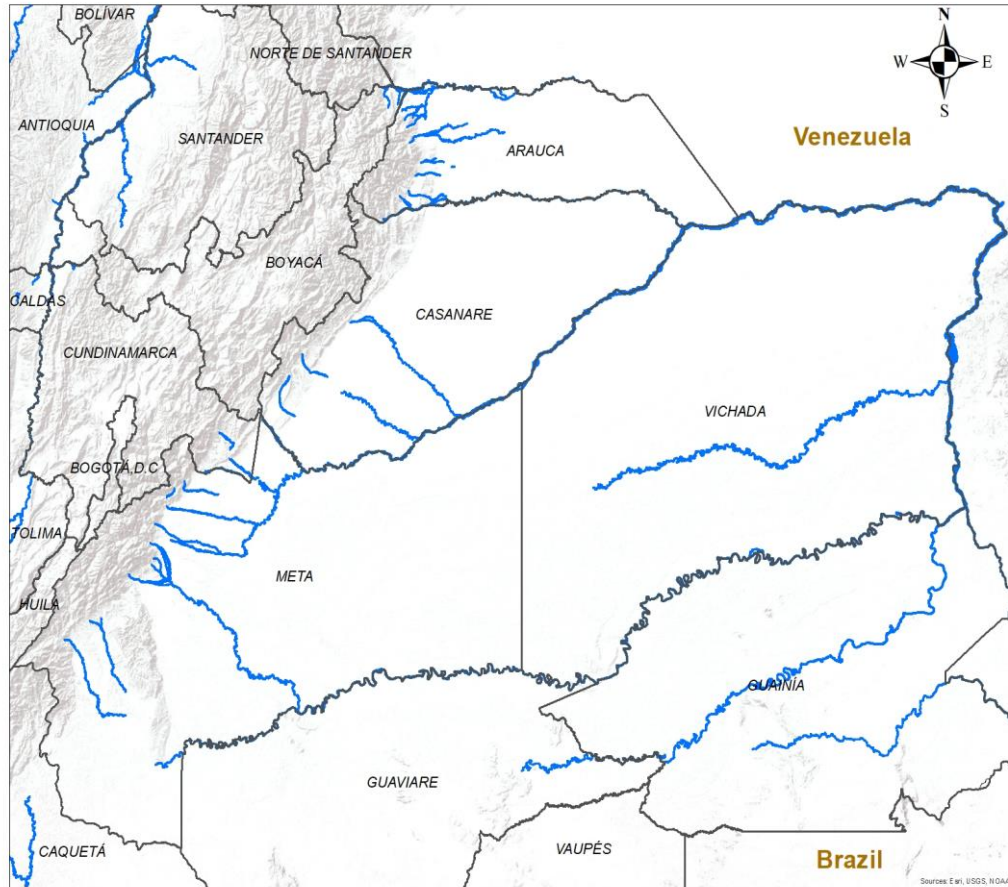 BOLÍVAR
N
NORTE DE SANTANDER
W
E
S
ANTIOQUIA
SANTANDER
ARAUCA
Venezuela
BOYACÁ
CALDAS
CASANARE
CUNDINAMARCA
VICHADA
BOGOTÁ,D.C
TOLIMA
META
HUILA
GUAINÍA
GUAVIARE
CAQUETÁ
VAUPÉS
Brazil
Sources: Esri, USGS, NOAA